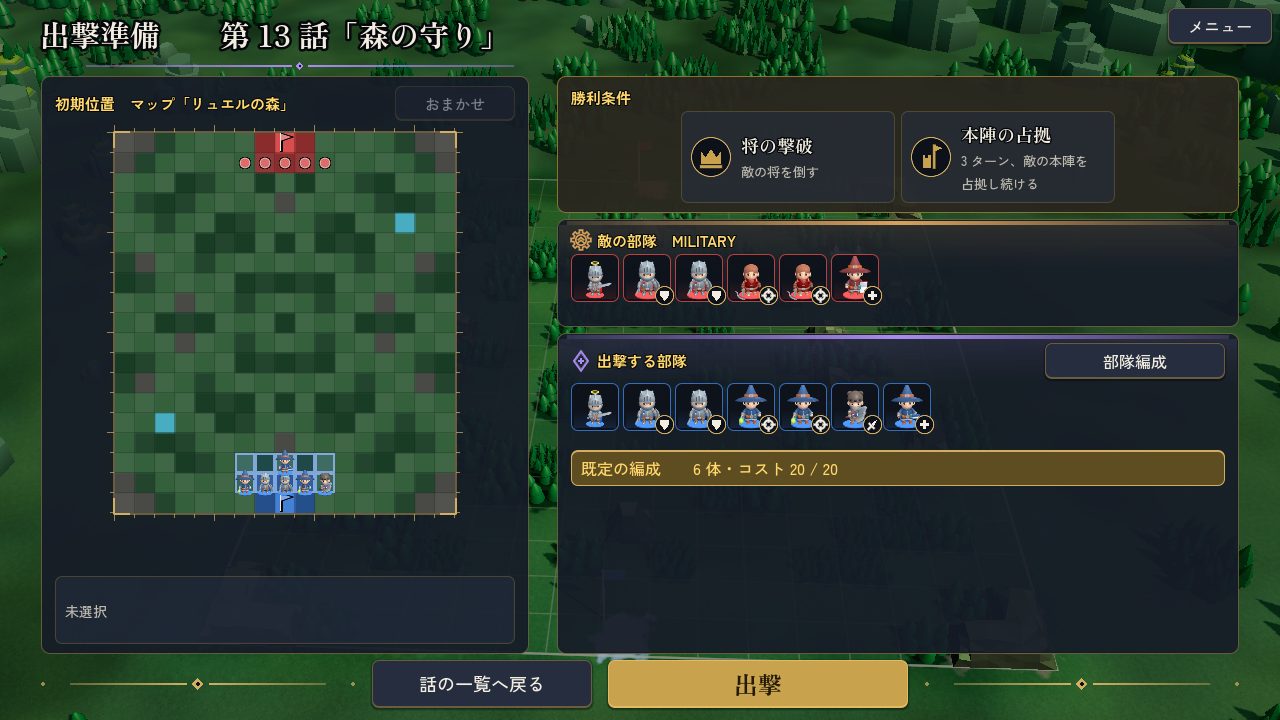 出撃準備　　第 13 話「森の守り」
メニュー
初期位置　マップ「リュエルの森」
おまかせ
勝利条件
将の撃破
敵の将を倒す
本陣の占拠
3 ターン、敵の本陣を
占拠し続ける
敵の部隊　MILITARY
出撃する部隊
部隊編成
既定の編成　　6 体・コスト 20 / 20
未選択
話の一覧へ戻る
出撃